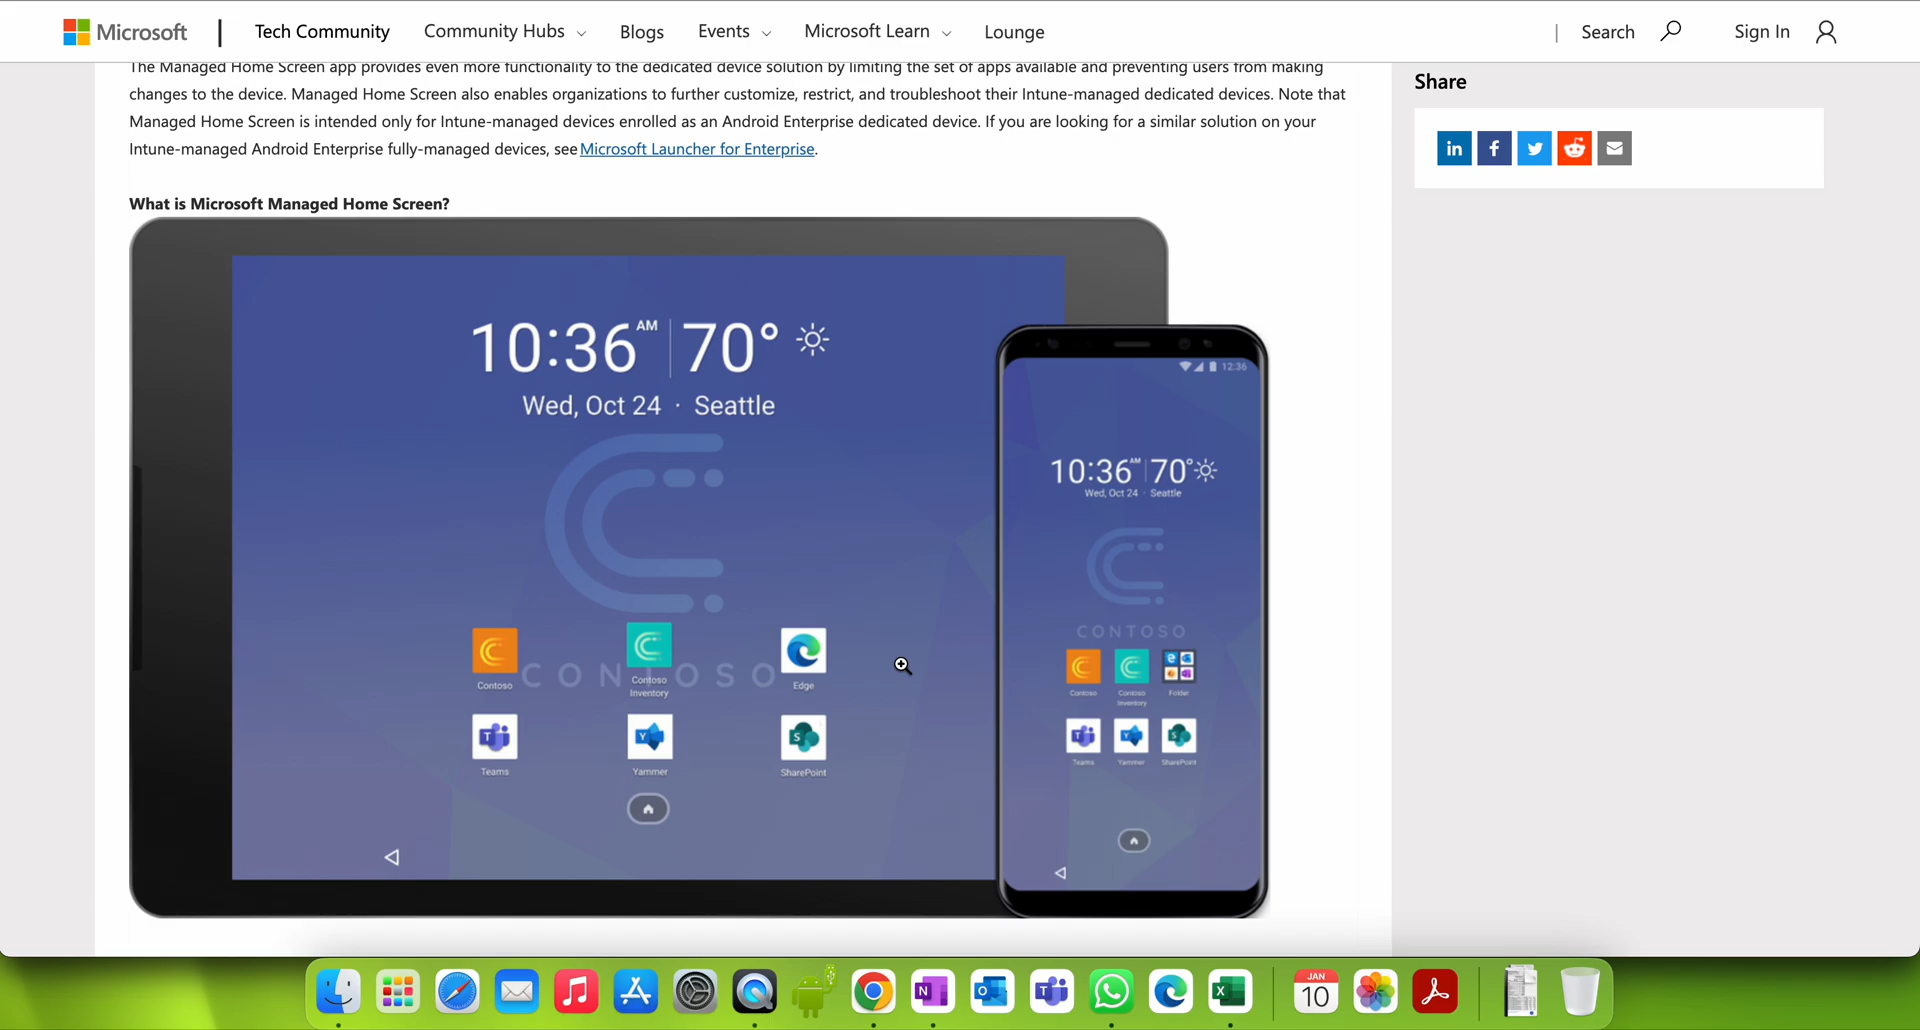 Microsoft | Tech Community Community Hubs Blogs Events Microsoft Learn Lounge | Search Sign In
The Managed Home Screen app provides even more functionality to the dedicated device solution by limiting the set of apps available and preventing users from making
changes to the device. Managed Home Screen also enables organizations to further customize, restrict, and troubleshoot their Intune-managed dedicated devices. Note that
Managed Home Screen is intended only for Intune-managed devices enrolled as an Android Enterprise dedicated device. If you are looking for a similar solution on your
Intune-managed Android Enterprise fully-managed devices, see Microsoft Launcher for Enterprise.
Share
in f
What is Microsoft Managed Home Screen?
10:36 AM | 70°
Wed, Oct 24 · Seattle
CONTOSO
Contoso
Contoso
Inventory
Edge
Teams
Yammer
SharePoint
12:36
10:36 AM | 70°
Wed, Oct 24 · Seattle
CONTOSO
Contoso
Contoso
Inventory
Folder
Teams
Yammer
SharePoint
JAN
10